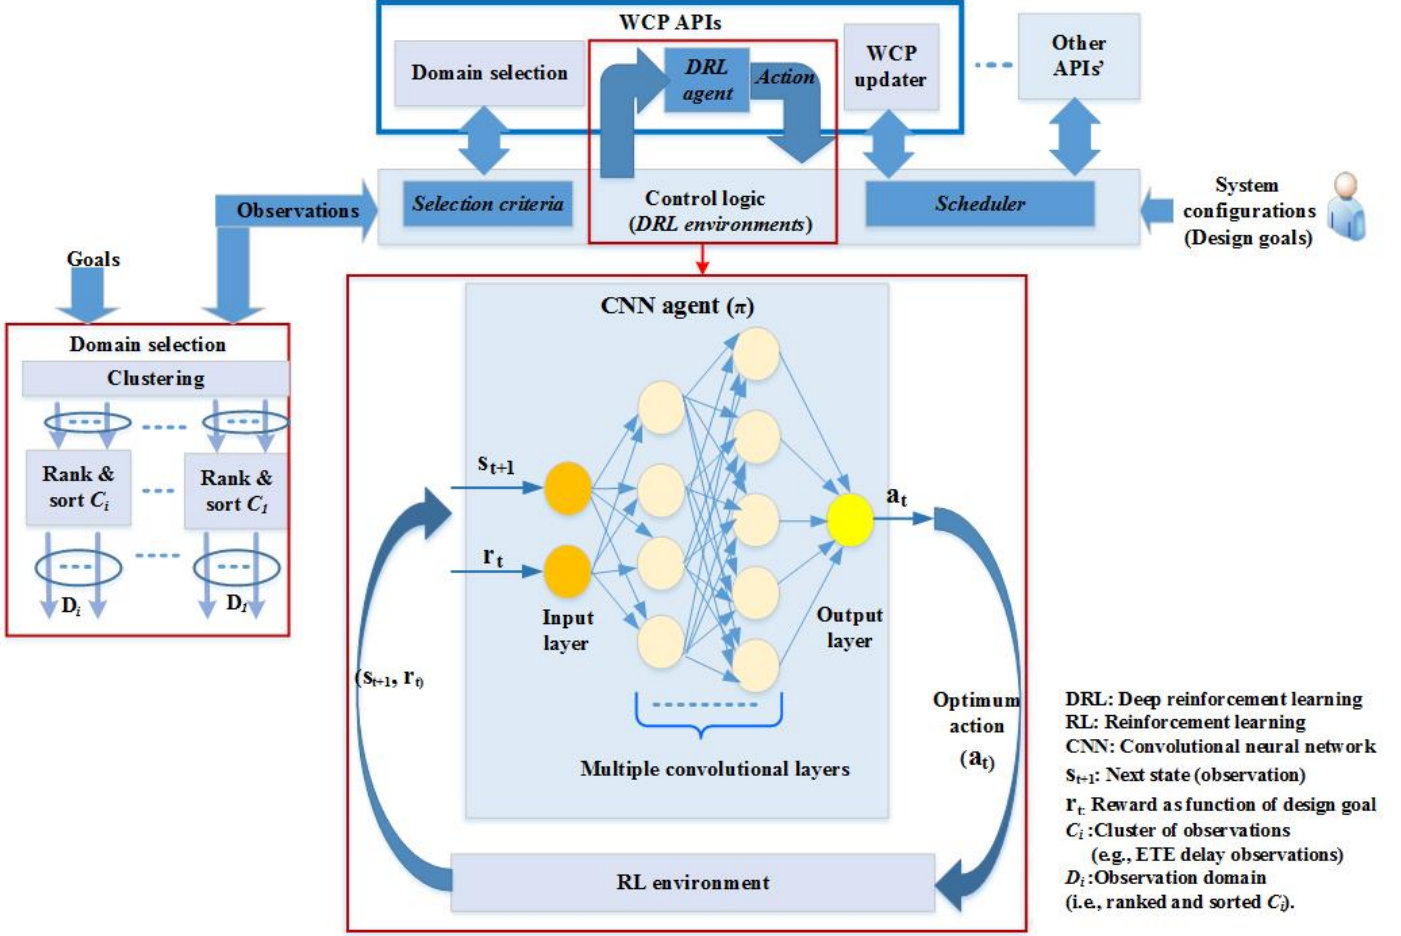 WCP APIs
Domain selection
DRL
agent
Action
WCP
updater
Other
APIs’
Observations
Selection criteria
Control logic
(DRL environments)
Scheduler
System
configurations
(Design goals)
Goals
Domain selection
Clustering
Rank &
sort Ci
Rank &
sort C1
Di
D1
CNN agent (π)
st+1
rt
Input
layer
at
Output
layer
Multiple convolutional layers
(st+1, rt)
Optimum
action
(at)
RL environment
DRL: Deep reinforcement learning
RL: Reinforcement learning
CNN: Convolutional neural network
st+1: Next state (observation)
rt: Reward as function of design goal
Ci :Cluster of observations
(e.g., ETE delay observations)
Di :Observation domain
(i.e., ranked and sorted Ci).